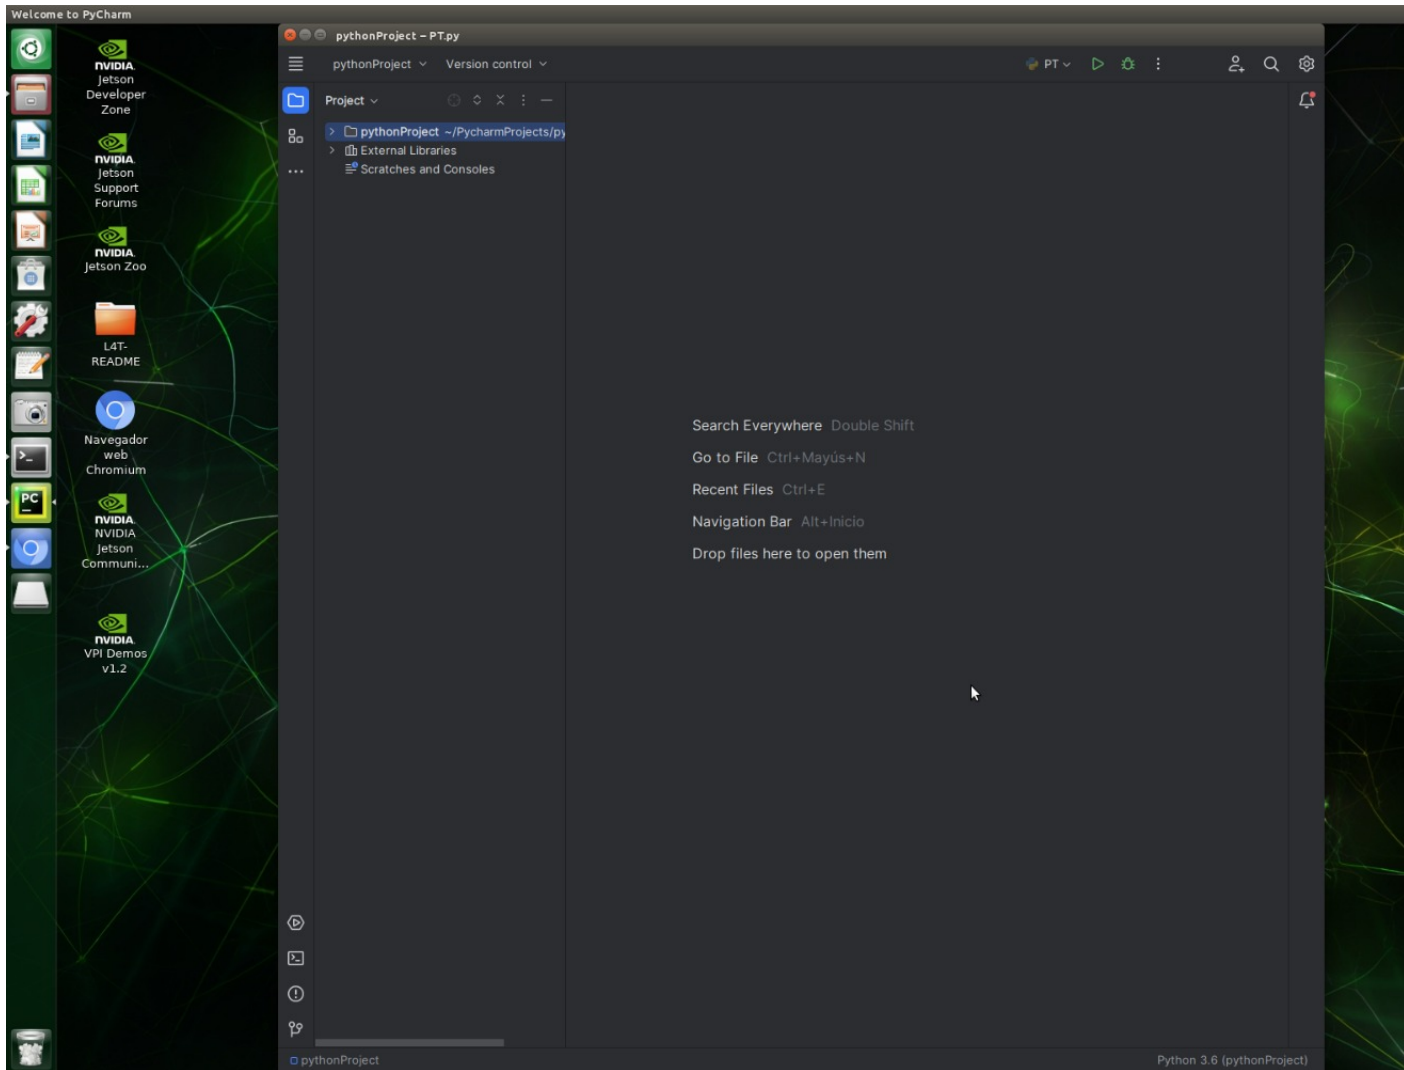 Welcome to PyCharm
pythonProject – PT.py
pythonProject
Version control
PT
Project
pythonProject ~/PycharmProjects/py
External Libraries
Scratches and Consoles
Search Everywhere Double Shift
Go to File Ctrl+Mayús+N
Recent Files Ctrl+E
Navigation Bar Alt+Inicio
Drop files here to open them
pythonProject
Python 3.6 (pythonProject)
NVIDIA.
Jetson
Developer
Zone
NVIDIA.
Jetson
Support
Forums
NVIDIA.
Jetson Zoo
L4T-
README
Navegador
web
Chromium
NVIDIA.
NVIDIA
Jetson
Communi...
NVIDIA.
VPI Demos
v1.2
PC